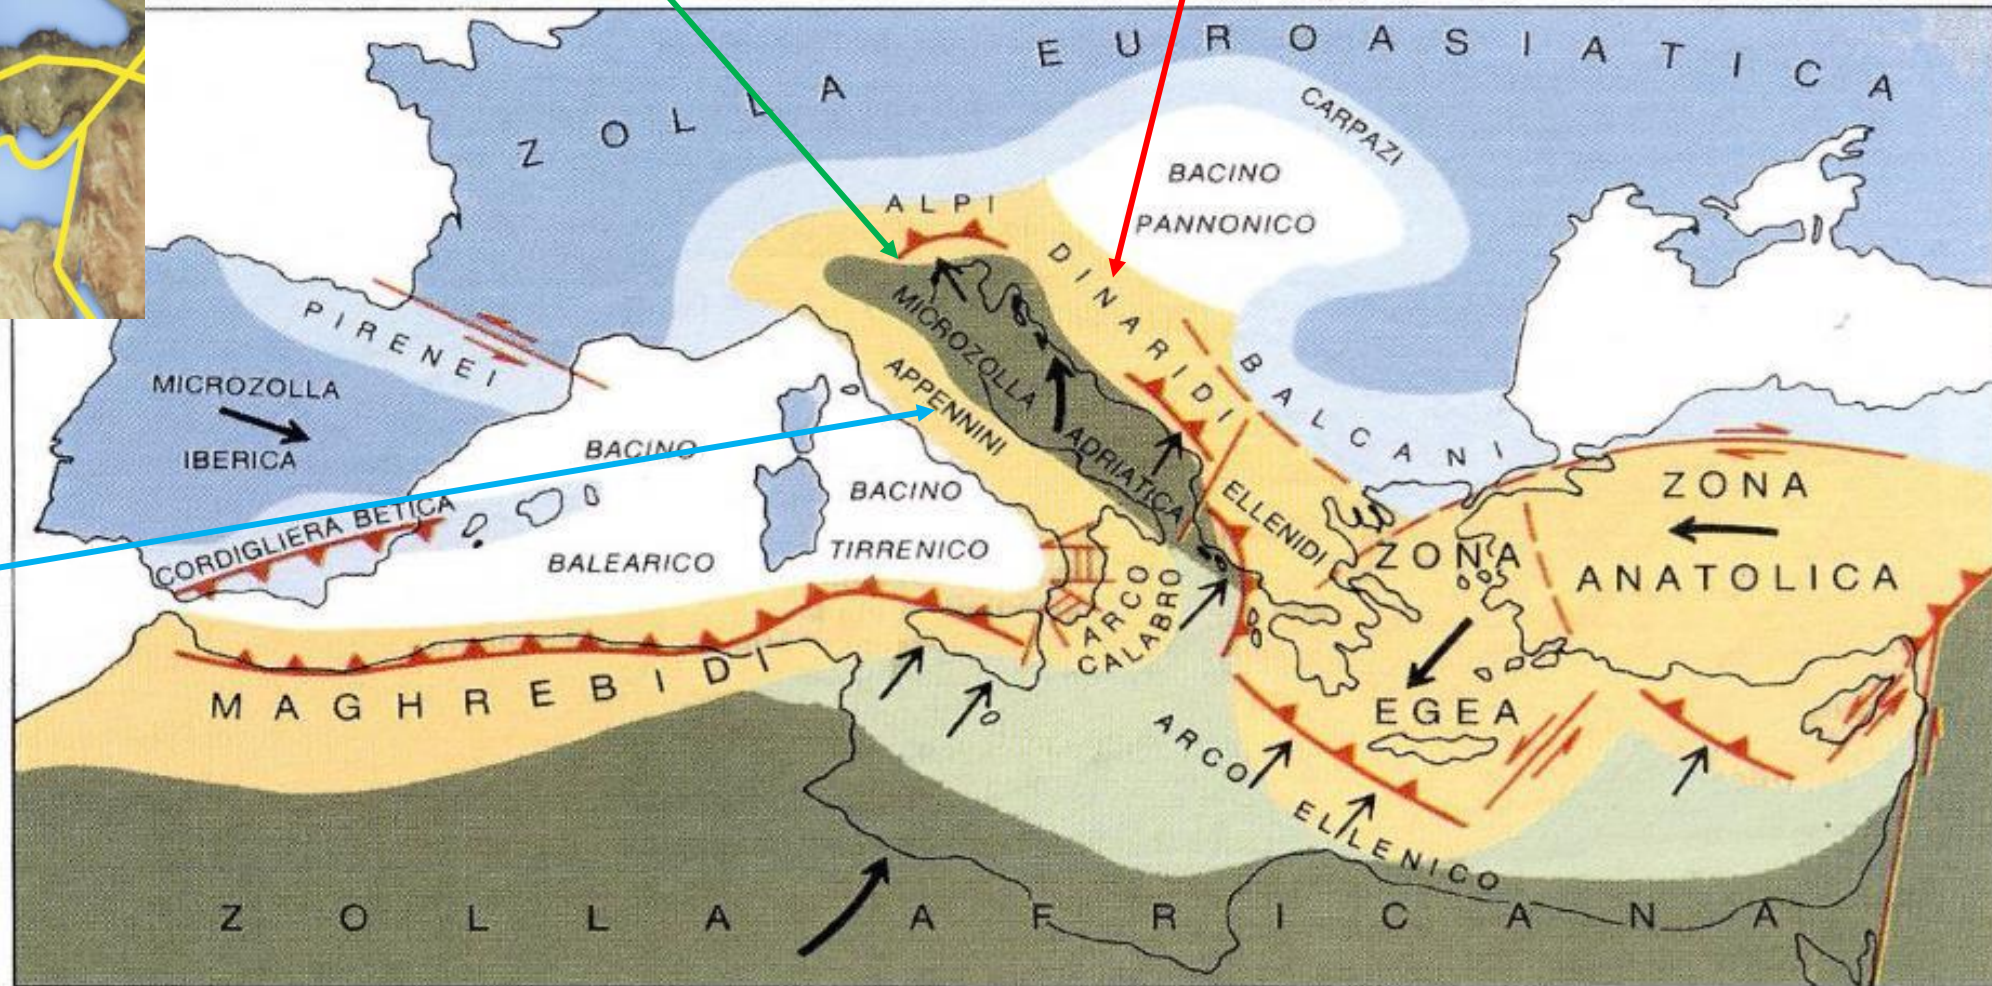 ZOLLA EUROASIATICA
CARPAZI
BACINO
PANNONICO
ALPI
DINARIDI
PIRENEI
MICROZOLLA
IBERICA
MICROZOLLA
ADRIATICA
APPENNINI
BALCANI
BACINO
BALEARICO
BACINO
TIRRENICO
CORDIGLIERA BETICA
ELLENIDI
ZONA
EGEA
ZONA
ANATOLICA
ARCO
CALABRO
MAGHREBIDI
ARCO
ELLENICO
ZOLLA AFRICANA